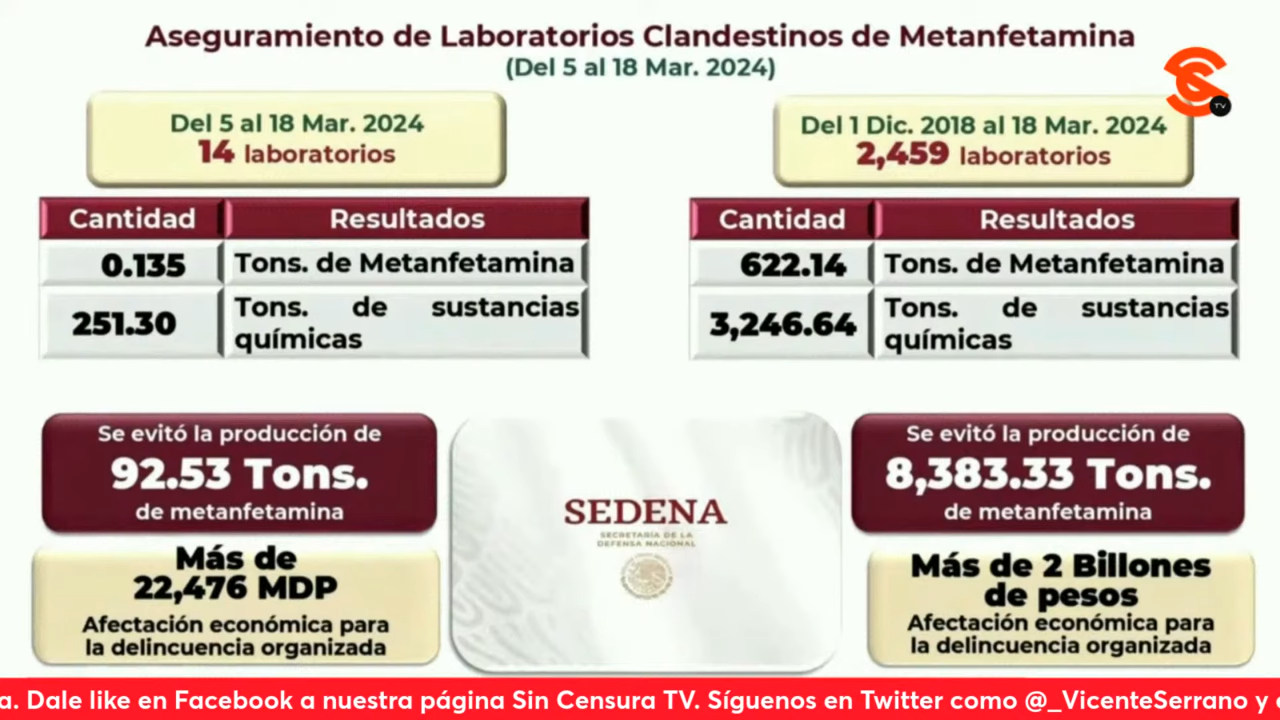 Aseguramiento de Laboratorios Clandestinos de Metanfetamina
(Del 5 al 18 Mar. 2024)
TV
Del 5 al 18 Mar. 2024
14 laboratorios
Cantidad Resultados
0.135 Tons. de Metanfetamina
251.30 Tons. de sustancias
químicas
Se evitó la producción de
92.53 Tons.
de metanfetamina
Más de
22,476 MDP
Afectación económica para
la delincuencia organizada
SEDENA
SECRETARÍA DE LA
DEFENSA NACIONAL
Del 1 Dic. 2018 al 18 Mar. 2024
2,459 laboratorios
Cantidad Resultados
622.14 Tons. de Metanfetamina
3,246.64 Tons. de sustancias
químicas
Se evitó la producción de
8,383.33 Tons.
de metanfetamina
Más de 2 Billones
de pesos
Afectación económica para
la delincuencia organizada
a. Dale like en Facebook a nuestra página Sin Censura TV. Síguenos en Twitter como @_VicenteSerrano y